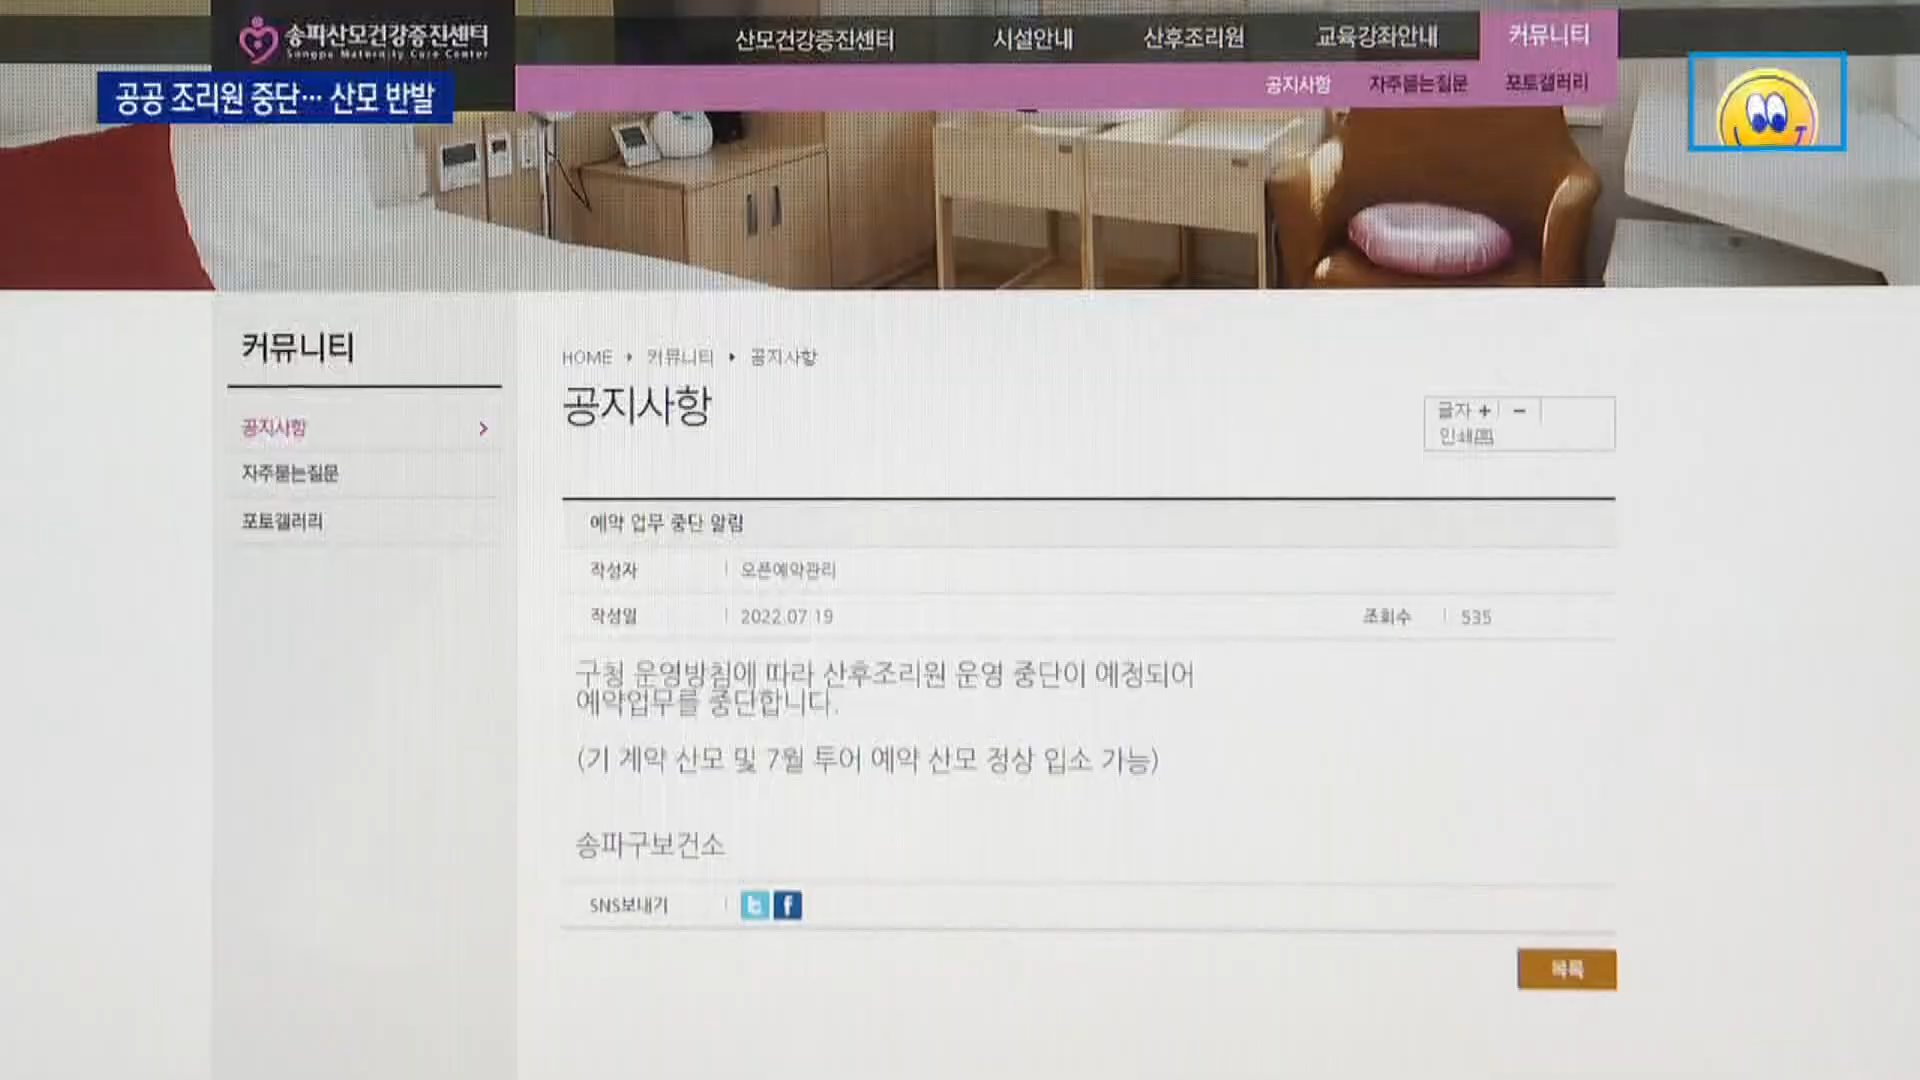 송파산모건강증진센터
Songpa Maternity Care Center
산모건강증진센터 시설안내 산후조리원 교육강좌안내 커뮤니티
공지사항 자주묻는질문 포토갤러리
공공 조리원 중단… 산모 반발
커뮤니티
공지사항
자주묻는질문
포토갤러리
HOME 커뮤니티 공지사항
공지사항
글자 + -
인쇄
예약 업무 중단 알림
작성자 오픈예약관리
작성일 2022.07.19 조회수 535
구청 운영방침에 따라 산후조리원 운영 중단이 예정되어
예약업무를 중단합니다.
(기 계약 산모 및 7월 투어 예약 산모 정상 입소 가능)
송파구보건소
SNS보내기
목록